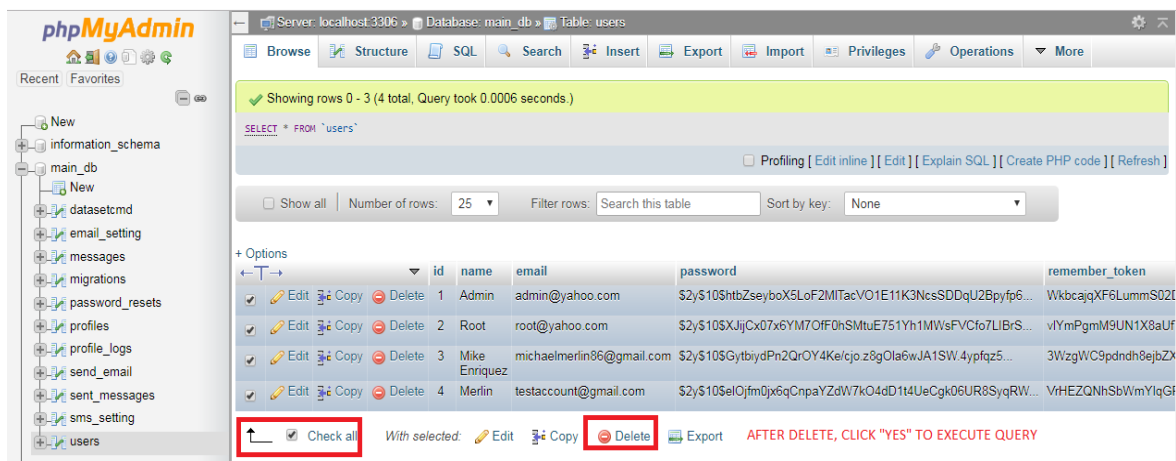 phpMyAdmin
Recent Favorites
New
information_schema
main_db
New
datasetcmd
email_setting
messages
migrations
password_resets
profiles
profile_logs
send_email
sent_messages
sms_setting
users
Server: localhost:3306 » Database: main_db » Table: users
Browse Structure SQL Search Insert Export Import Privileges Operations More
Showing rows 0 - 3 (4 total, Query took 0.0006 seconds.)
SELECT * FROM `users`
Profiling [ Edit inline ] [ Edit ] [ Explain SQL ] [ Create PHP code ] [ Refresh ]
Show all Number of rows: 25 Filter rows: Search this table Sort by key: None
+ Options
←T→ id name email password remember_token
Edit Copy Delete 1 Admin admin@yahoo.com
Edit Copy Delete 2 Root root@yahoo.com
Edit Copy Delete 3 Mike Enriquez michaelmerlin86@gmail.com
Edit Copy Delete 4 Merlin testaccount@gmail.com
Check all With selected: Edit Copy Delete Export AFTER DELETE, CLICK "YES" TO EXECUTE QUERY